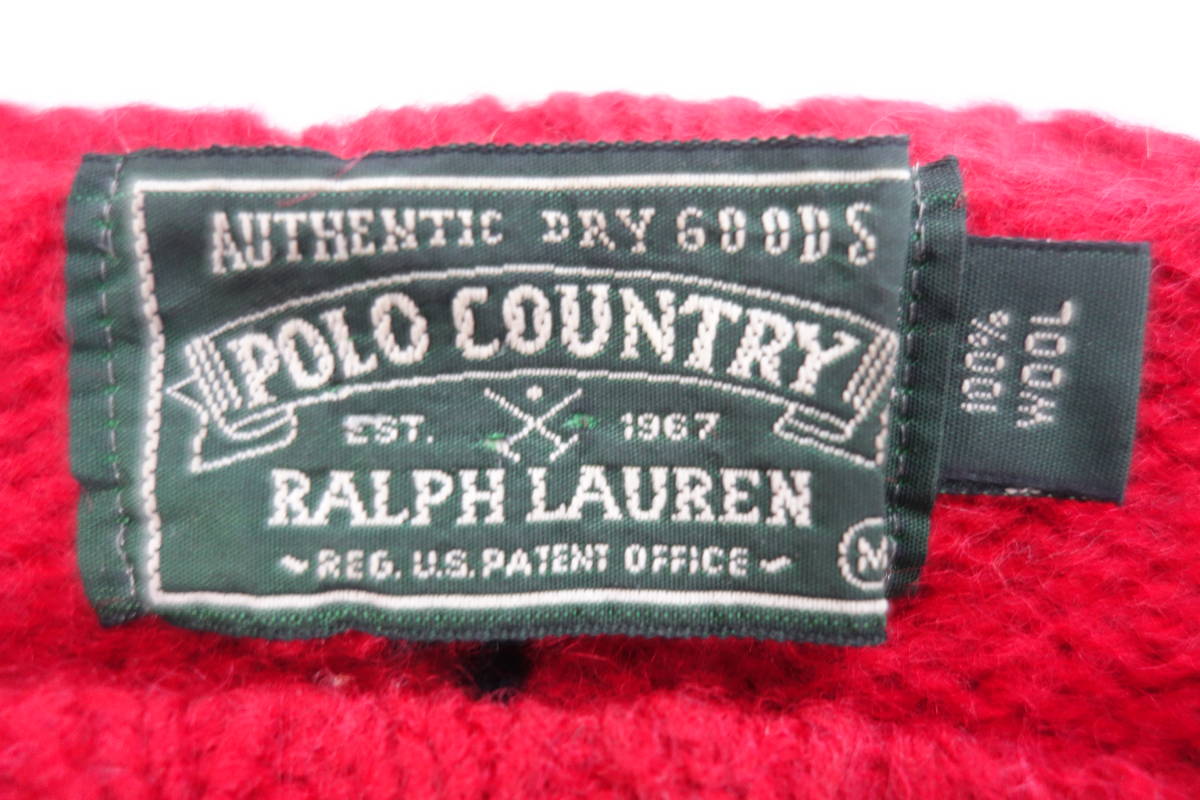 AUTHENTIC DRY GOODS
POLO COUNTRY
EST. 1967
RALPH LAUREN
REG. U.S. PATENT OFFICE
M
100%
WOOL